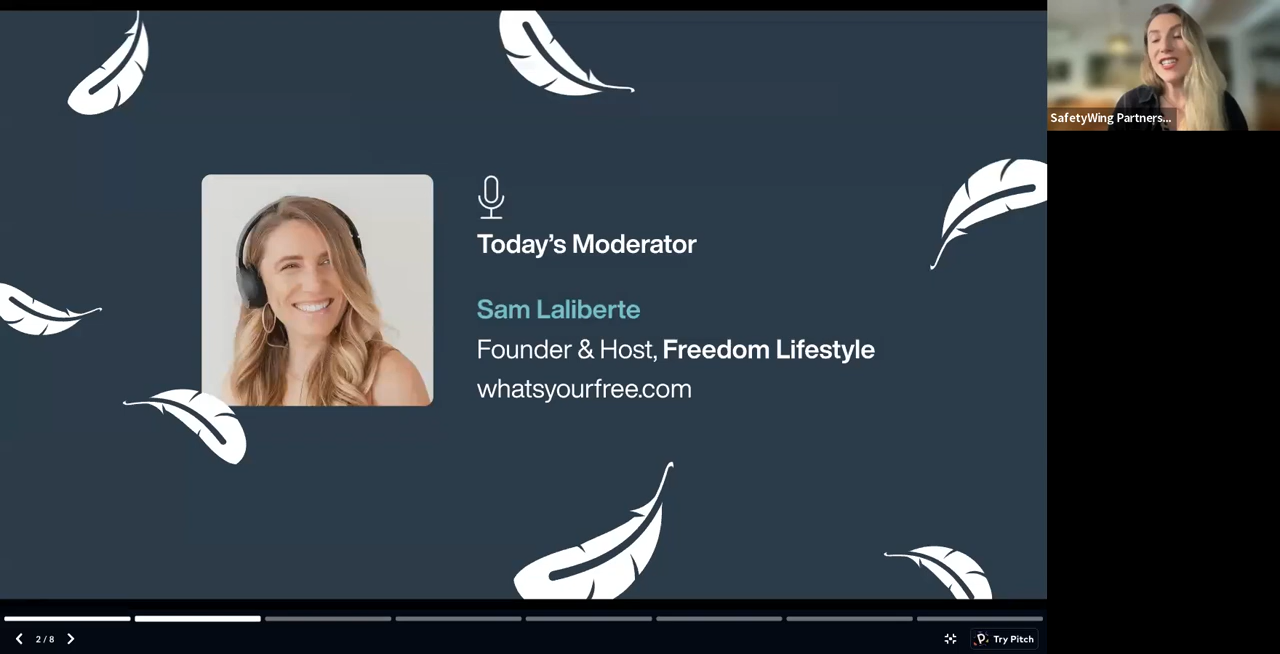 SafetyWing Partners...
Today's Moderator
Sam Laliberte
Founder & Host, Freedom Lifestyle
whatsyourfree.com
2 / 8
Try Pitch